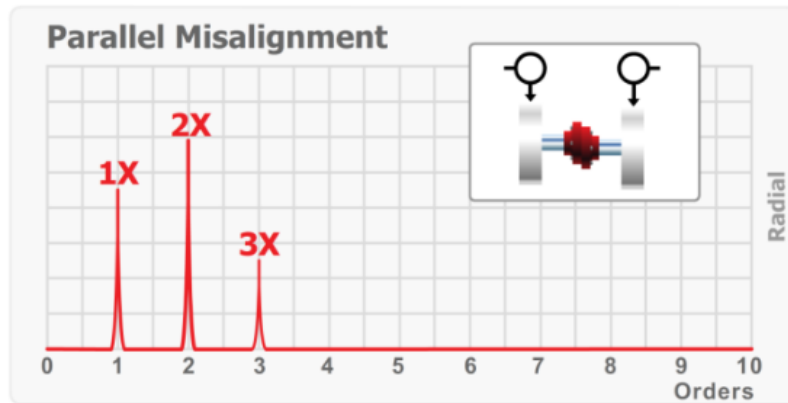 Parallel Misalignment
2X
1X
3X
Radial
0 1 2 3 4 5 6 7 8 9 10
Orders